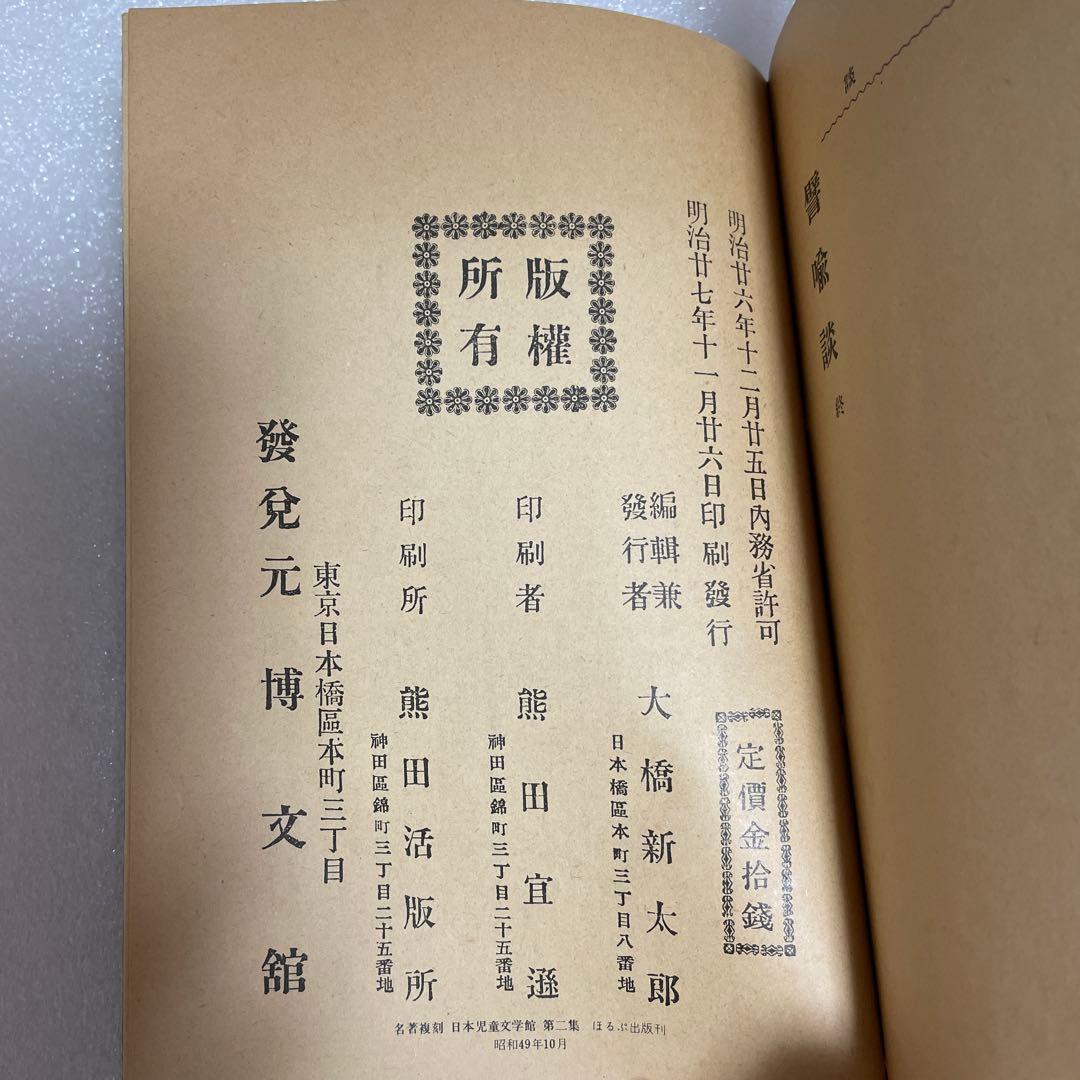 談
譬喩談 終
明治廿六年十二月廿五日內務省許可
明治廿七年十一月廿六日印刷發行
定價金拾錢
版權
所有
編輯兼
發行者
大橋新太郎
日本橋區本町三丁目八番地
印刷者
熊田宜遜
神田區錦町三丁目二十五番地
印刷所
熊田活版所
神田區錦町三丁目二十五番地
東京日本橋區本町三丁目
發兌元 博文舘
名著複刻 日本児童文学館 第二集 ほるぷ出版刊
昭和49年10月